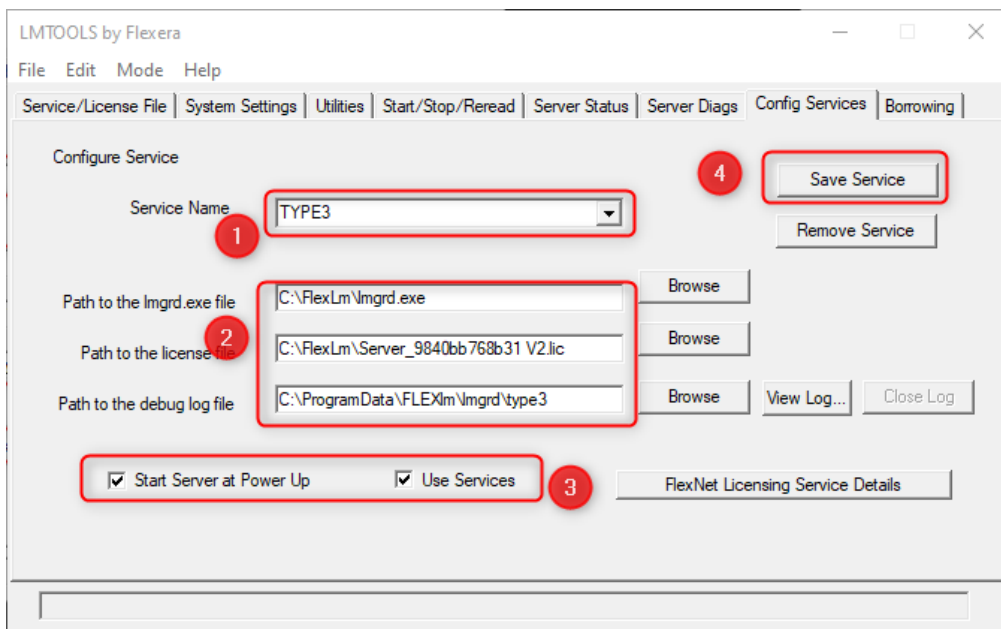 LMTOOLS by Flexera
File Edit Mode Help
Service/License File System Settings Utilities Start/Stop/Reread Server Status Server Diags Config Services Borrowing
Configure Service
4
Save Service
Service Name
TYPE3
1
Remove Service
Path to the lmgrd.exe file
C:\FlexLm\lmgrd.exe
Browse
2
Path to the license file
C:\FlexLm\Server_9840bb768b31 V2.lic
Browse
Path to the debug log file
C:\ProgramData\FLEXlm\lmgrd\type3
Browse
View Log...
Close Log
Start Server at Power Up
Use Services
3
FlexNet Licensing Service Details